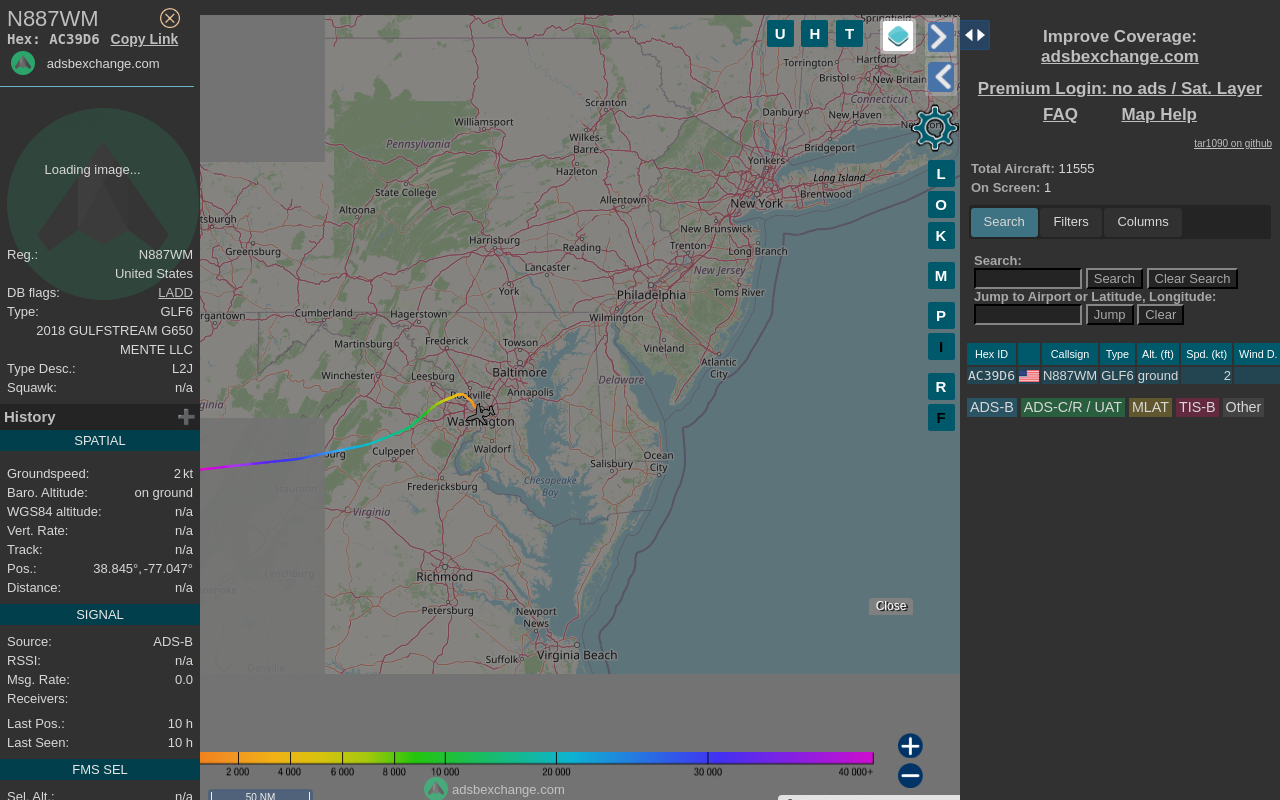 N887WM
Hex: AC39D6 Copy Link
adsbexchange.com
Loading image...
Reg.: N887WM
United States
DB flags: LADD
Type: GLF6
2018 GULFSTREAM G650
MENTE LLC
Type Desc.: L2J
Squawk: n/a
History
SPATIAL
Groundspeed: 2 kt
Baro. Altitude: on ground
WGS84 altitude: n/a
Vert. Rate: n/a
Track: n/a
Pos.: 38.845°, -77.047°
Distance: n/a
SIGNAL
Source: ADS-B
RSSI: n/a
Msg. Rate: 0.0
Receivers:
Last Pos.: 10 h
Last Seen: 10 h
FMS SEL
Sel. Alt.: n/a
Springfield
U H T
Torrington
Hartford
Bristol
New Britain
Scranton
Connecticut
Williamsport
Danbury
New Haven
Pennsylvania
Wilkes-
Barre
Bridgeport
Hazleton
Yonkers
Long Island
State College
Allentown
Brentwood
Altoona
New York
New Brunswick
Harrisburg
Reading
Trenton
Long Branch
Greensburg
Lancaster
New Jersey
York
Philadelphia
Toms River
Cumberland
Hagerstown
Wilmington
Martinsburg
Frederick
Towson
Vineland
Winchester
Leesburg
Baltimore
Atlantic
City
Delaware
Annapolis
Washington
Waldorf
Culpeper
Salisbury
Ocean
City
Fredericksburg
Chesapeake
Bay
Virginia
Richmond
Petersburg
Newport
News
Suffolk
Virginia Beach
L
O
K
M
P
I
R
F
Close
2 000 4 000 6 000 8 000 10 000 20 000 30 000 40 000+
adsbexchange.com
50 NM
Improve Coverage:
adsbexchange.com
Premium Login: no ads / Sat. Layer
FAQ Map Help
tar1090 on github
Total Aircraft: 11555
On Screen: 1
Search Filters Columns
Search:
Search Clear Search
Jump to Airport or Latitude, Longitude:
Jump Clear
Hex ID Callsign Type Alt. (ft) Spd. (kt) Wind D.
AC39D6 N887WM GLF6 ground 2
ADS-B ADS-C/R / UAT MLAT TIS-B Other